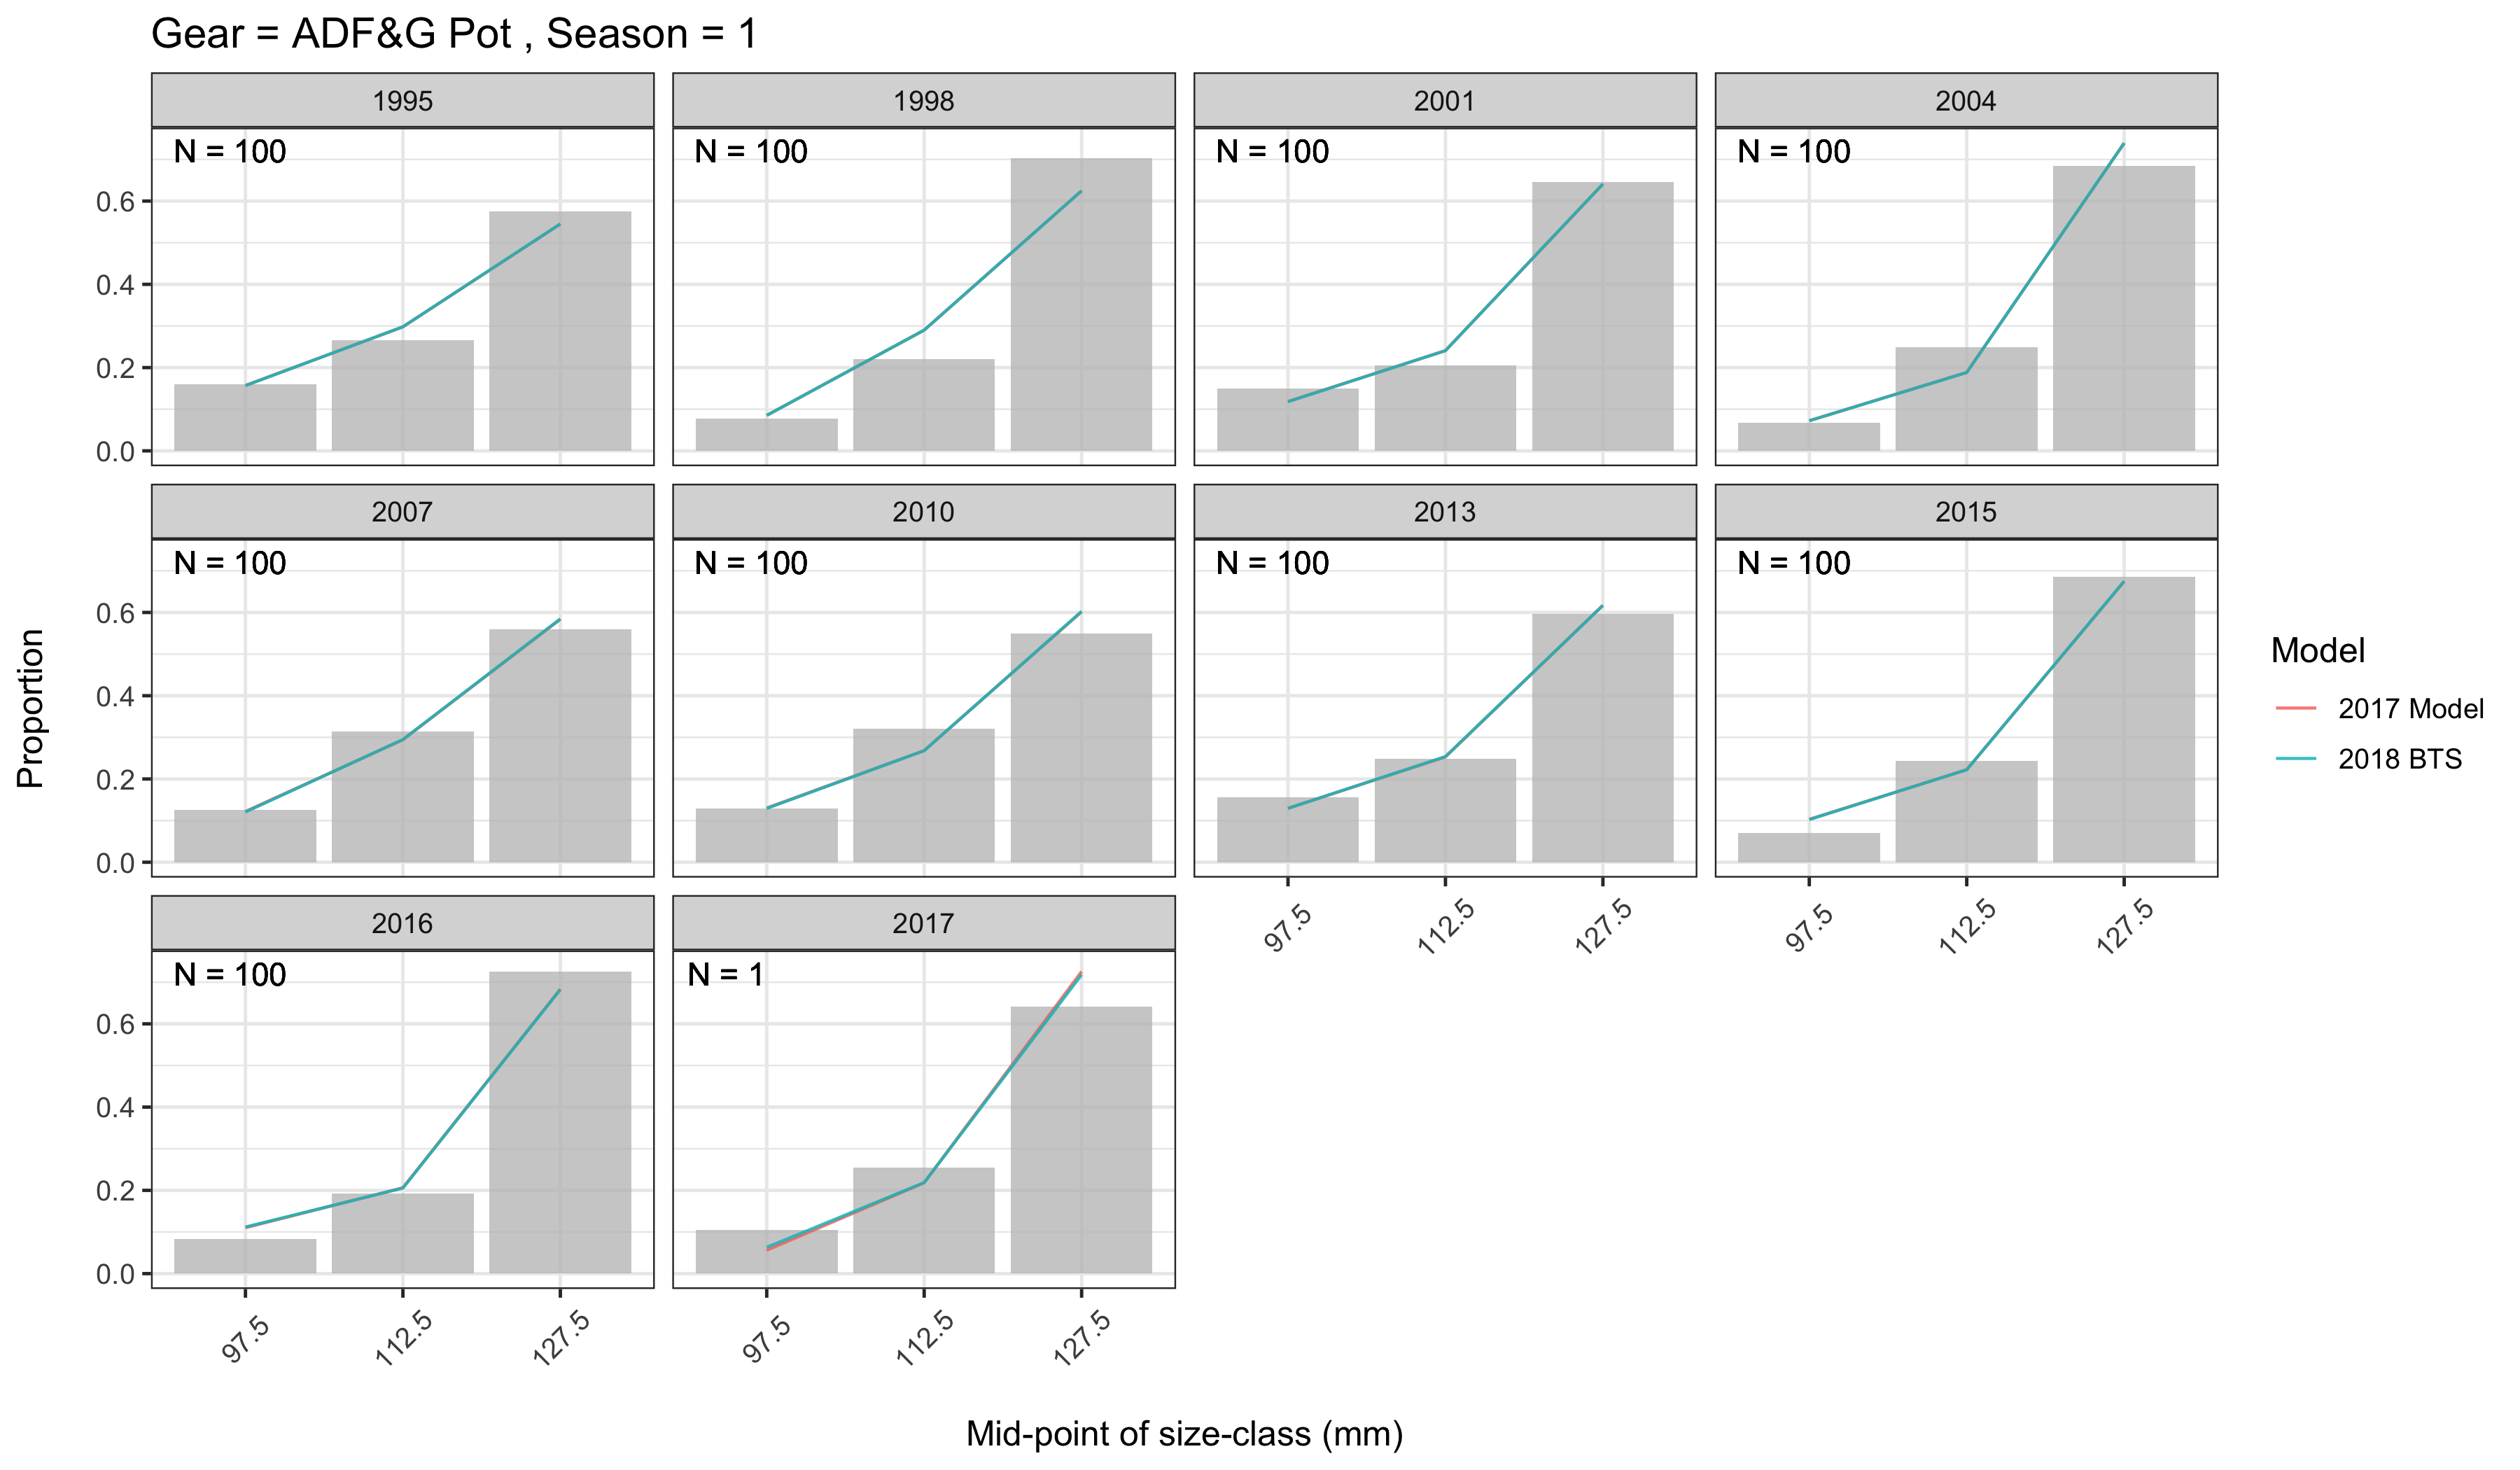 Gear = ADF&G Pot , Season = 1
1995 1998 2001 2004
N = 100 N = 100 N = 100 N = 100
0.6
0.4
0.2
0.0
2007 2010 2013 2015
N = 100 N = 100 N = 100 N = 100
0.6
0.4
0.2
0.0
97.5 112.5 127.5 97.5 112.5 127.5
2016 2017
N = 100 N = 1
0.6
0.4
0.2
0.0
97.5 112.5 127.5 97.5 112.5 127.5
Proportion
Mid-point of size-class (mm)
Model
2017 Model
2018 BTS